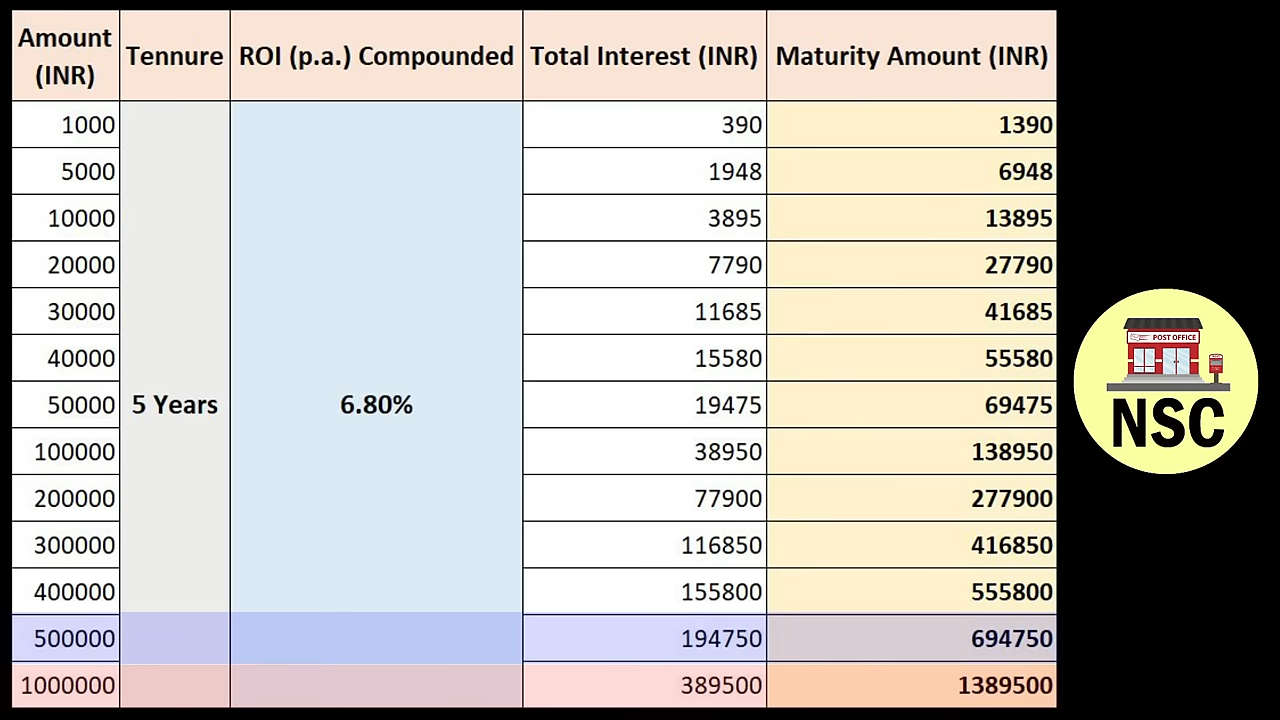 Amount (INR) Tennure ROI (p.a.) Compounded Total Interest (INR) Maturity Amount (INR)
1000 390 1390
5000 1948 6948
10000 3895 13895
20000 7790 27790
30000 11685 41685
40000 15580 55580
50000 5 Years 6.80% 19475 69475
100000 38950 138950
200000 77900 277900
300000 116850 416850
400000 155800 555800
500000 194750 694750
1000000 389500 1389500
POST OFFICE
NSC